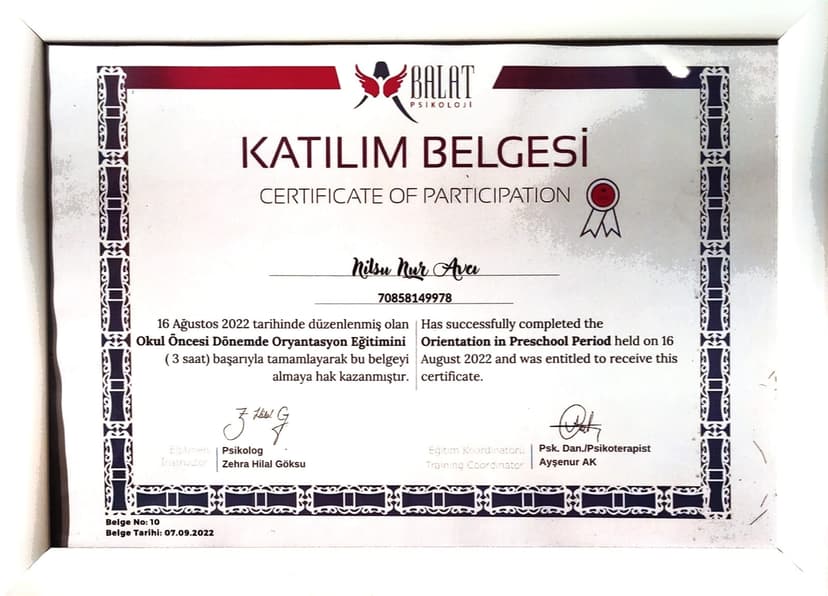 BALAT
PSİKOLOJİ
KATILIM BELGESİ
CERTIFICATE OF PARTICIPATION
Nilsu Nur Avcı
70858149978
16 Ağustos 2022 tarihinde düzenlenmiş olan
Okul Öncesi Dönemde Oryantasyon Eğitimini
( 3 saat) başarıyla tamamlayarak bu belgeyi
almaya hak kazanmıştır.
Has successfully completed the
Orientation in Preschool Period held on 16
August 2022 and was entitled to receive this
certificate.
Eğitmen
Instructor
Psikolog
Zehra Hilal Göksu
Eğitim Koordinatörü
Training Coordinator
Psk. Dan./Psikoterapist
Ayşenur AK
Belge No: 10
Belge Tarihi: 07.09.2022